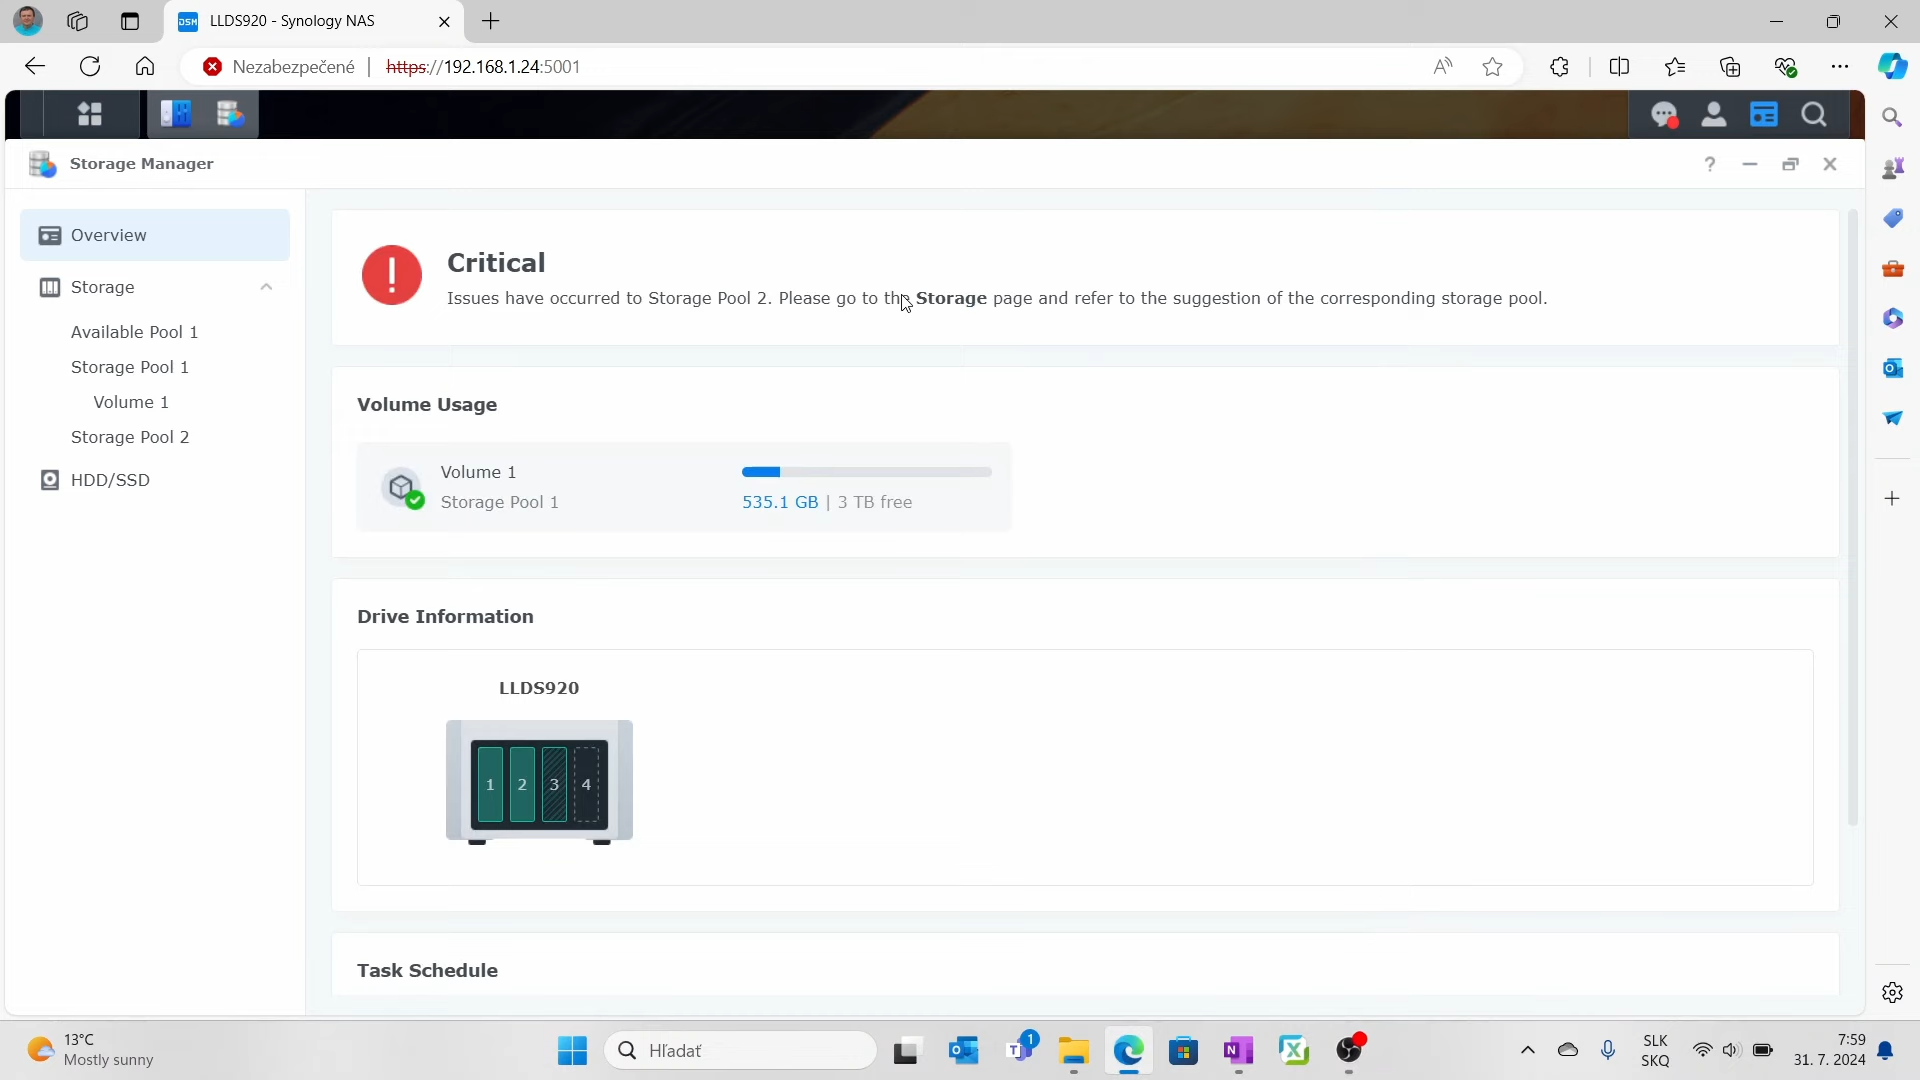 LLDS920 - Synology NAS
Nezabezpečené
https://192.168.1.24:5001
Storage Manager
Overview
Storage
Available Pool 1
Storage Pool 1
Volume 1
Storage Pool 2
HDD/SSD
Critical
Issues have occurred to Storage Pool 2. Please go to the Storage page and refer to the suggestion of the corresponding storage pool.
Volume Usage
Volume 1
Storage Pool 1
535.1 GB | 3 TB free
Drive Information
LLDS920
1 2 3 4
Task Schedule
13°C
Mostly sunny
Hľadať
1
SLK
SKQ
7:59
31. 7. 2024